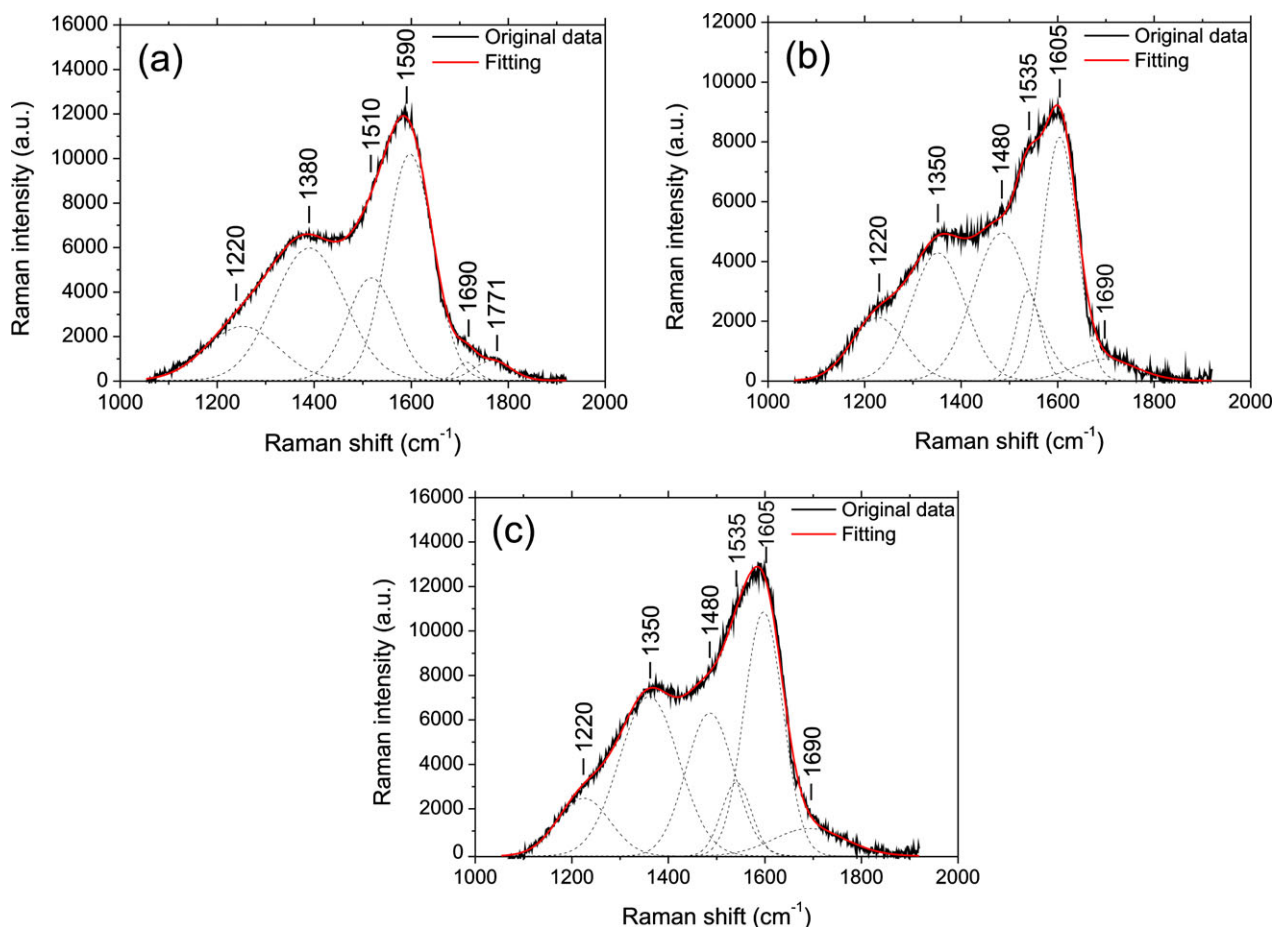 (a)
Original data
Fitting
1220
1380
1510
1590
1690
1771
Raman intensity (a.u.)
16000
14000
12000
10000
8000
6000
4000
2000
0
1000 1200 1400 1600 1800 2000
Raman shift (cm⁻¹)
(b)
Original data
Fitting
1220
1350
1480
1535
1605
1690
Raman intensity (a.u.)
12000
10000
8000
6000
4000
2000
0
1000 1200 1400 1600 1800 2000
Raman shift (cm⁻¹)
(c)
Original data
Fitting
1220
1350
1480
1535
1605
1690
Raman intensity (a.u.)
16000
14000
12000
10000
8000
6000
4000
2000
0
1000 1200 1400 1600 1800 2000
Raman shift (cm⁻¹)